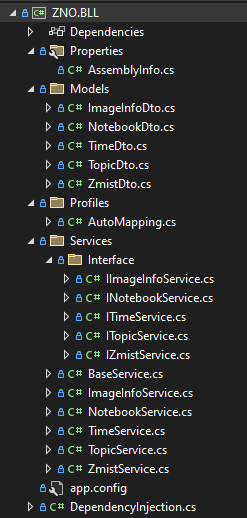 C# ZNO.BLL
Dependencies
Properties
C# AssemblyInfo.cs
Models
C# ImageInfoDto.cs
C# NotebookDto.cs
C# TimeDto.cs
C# TopicDto.cs
C# ZmistDto.cs
Profiles
C# AutoMapping.cs
Services
Interface
C# IImageInfoService.cs
C# INotebookService.cs
C# ITimeService.cs
C# ITopicService.cs
C# IZmistService.cs
C# BaseService.cs
C# ImageInfoService.cs
C# NotebookService.cs
C# TimeService.cs
C# TopicService.cs
C# ZmistService.cs
app.config
C# DependencyInjection.cs